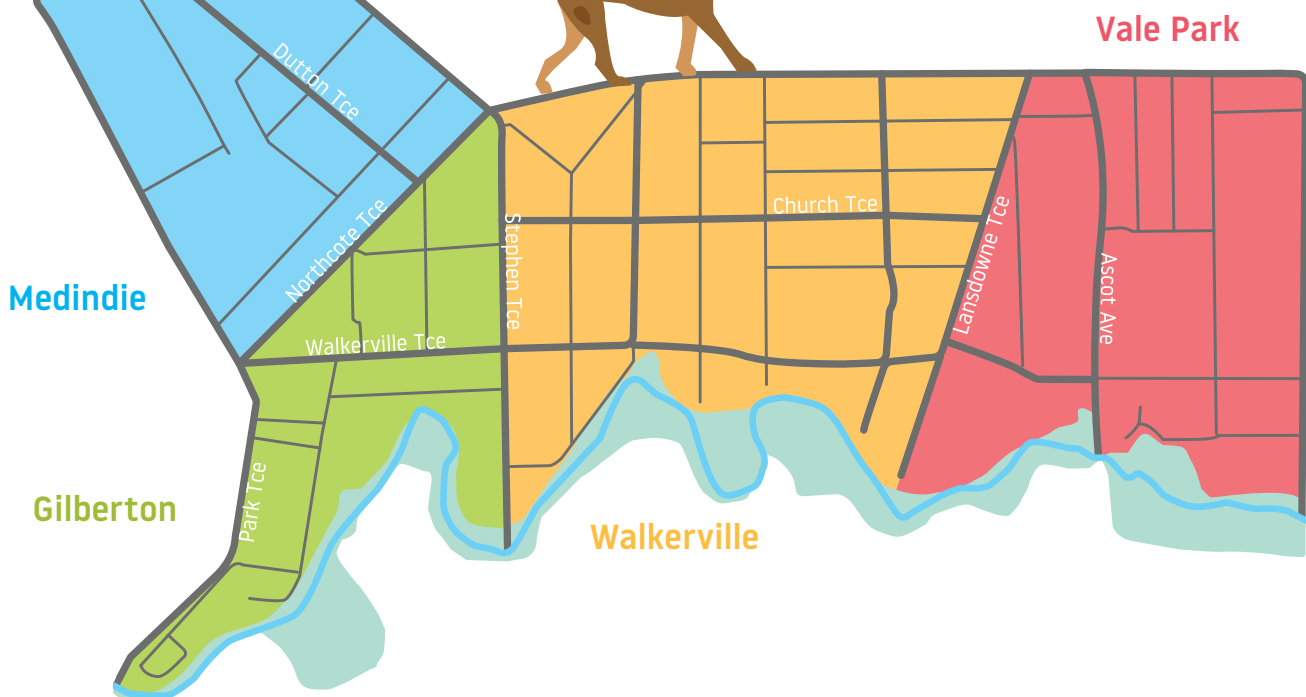 Vale Park
Dutton Tce
Church Tce
Northcote Tce
Stephen Tce
Lansdowne Tce
Ascot Ave
Medindie
Walkerville Tce
Park Tce
Gilberton
Walkerville